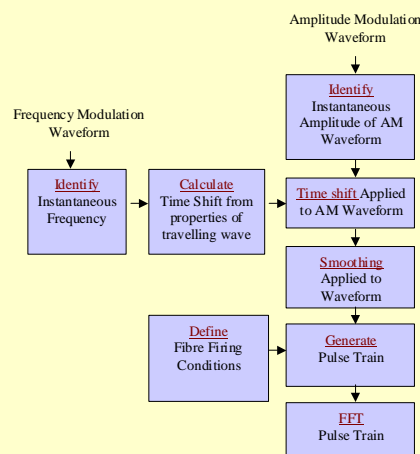 Amplitude Modulation
Waveform
Identify
Instantaneous
Amplitude of AM
Waveform
Frequency Modulation
Waveform
Identify
Instantaneous
Frequency
Calculate
Time Shift from
properties of
travelling wave
Time shift Applied
to AM Waveform
Smoothing
Applied to
Waveform
Define
Fibre Firing
Conditions
Generate
Pulse Train
FFT
Pulse Train